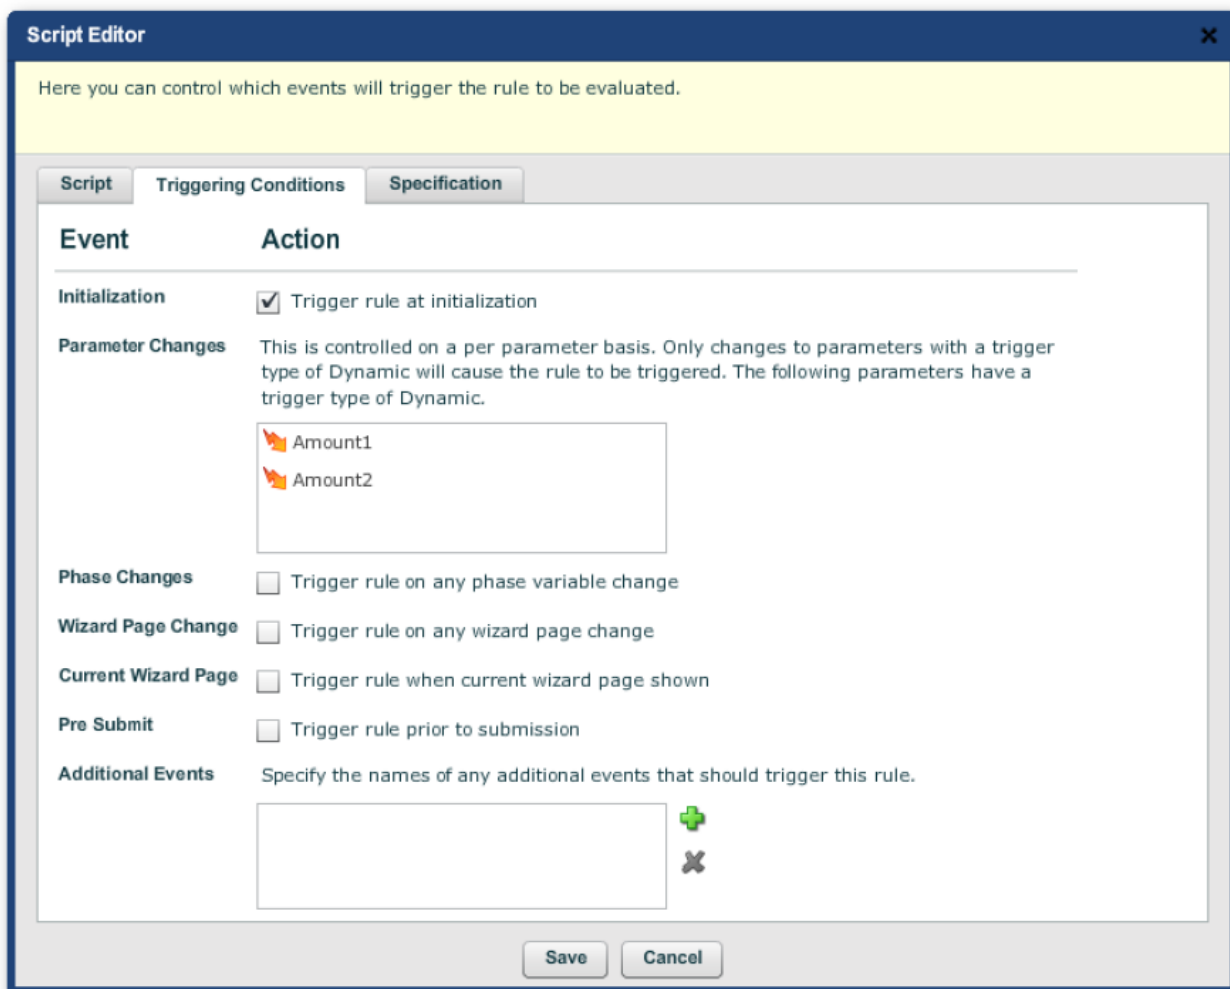 Script Editor
Here you can control which events will trigger the rule to be evaluated.
Script Triggering Conditions Specification
Event Action
Initialization Trigger rule at initialization
Parameter Changes This is controlled on a per parameter basis. Only changes to parameters with a trigger
type of Dynamic will cause the rule to be triggered. The following parameters have a
trigger type of Dynamic.
Amount1
Amount2
Phase Changes Trigger rule on any phase variable change
Wizard Page Change Trigger rule on any wizard page change
Current Wizard Page Trigger rule when current wizard page shown
Pre Submit Trigger rule prior to submission
Additional Events Specify the names of any additional events that should trigger this rule.
Save Cancel